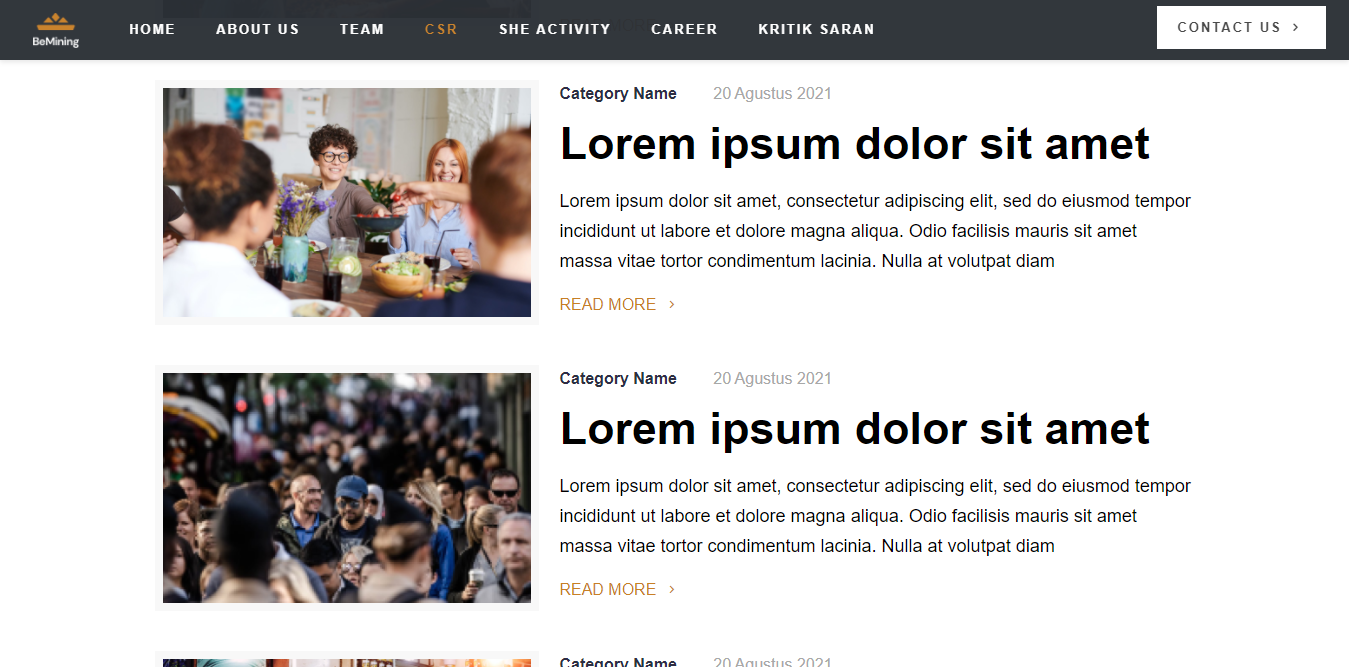 BeMining
HOME ABOUT US TEAM CSR SHE ACTIVITY CAREER KRITIK SARAN CONTACT US >
Category Name 20 Agustus 2021
Lorem ipsum dolor sit amet
Lorem ipsum dolor sit amet, consectetur adipiscing elit, sed do eiusmod tempor
incididunt ut labore et dolore magna aliqua. Odio facilisis mauris sit amet
massa vitae tortor condimentum lacinia. Nulla at volutpat diam
READ MORE >
Category Name 20 Agustus 2021
Lorem ipsum dolor sit amet
Lorem ipsum dolor sit amet, consectetur adipiscing elit, sed do eiusmod tempor
incididunt ut labore et dolore magna aliqua. Odio facilisis mauris sit amet
massa vitae tortor condimentum lacinia. Nulla at volutpat diam
READ MORE >
Category Name 20 Agustus 2021